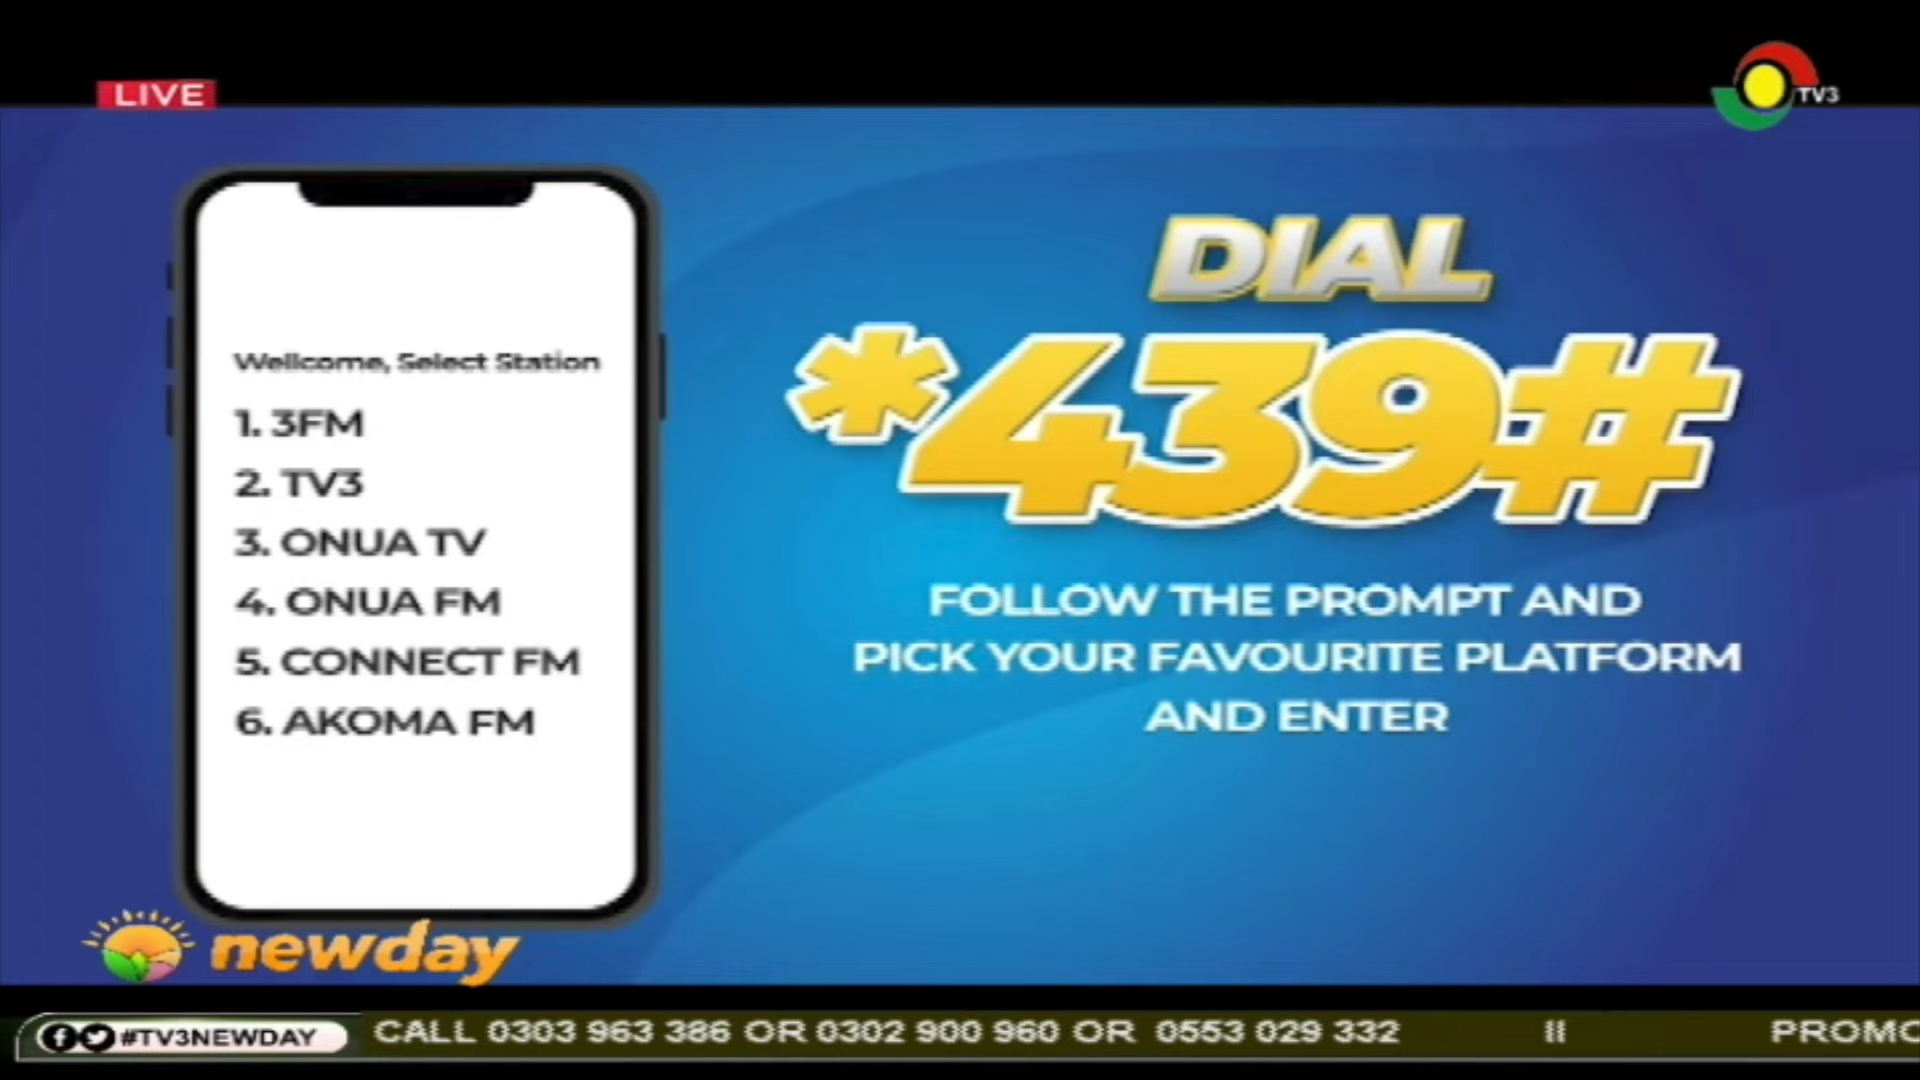 LIVE
TV3
Wellcome, Select Station
1. 3FM
2. TV3
3. ONUA TV
4. ONUA FM
5. CONNECT FM
6. AKOMA FM
DIAL
*439#
FOLLOW THE PROMPT AND
PICK YOUR FAVOURITE PLATFORM
AND ENTER
newday
#TV3NEWDAY
CALL 0303 963 386 OR 0302 900 960 OR 0553 029 332 || PROMO